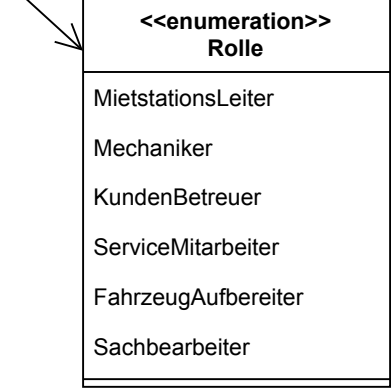 <<enumeration>>
Rolle
MietstationsLeiter
Mechaniker
KundenBetreuer
ServiceMitarbeiter
FahrzeugAufbereiter
Sachbearbeiter